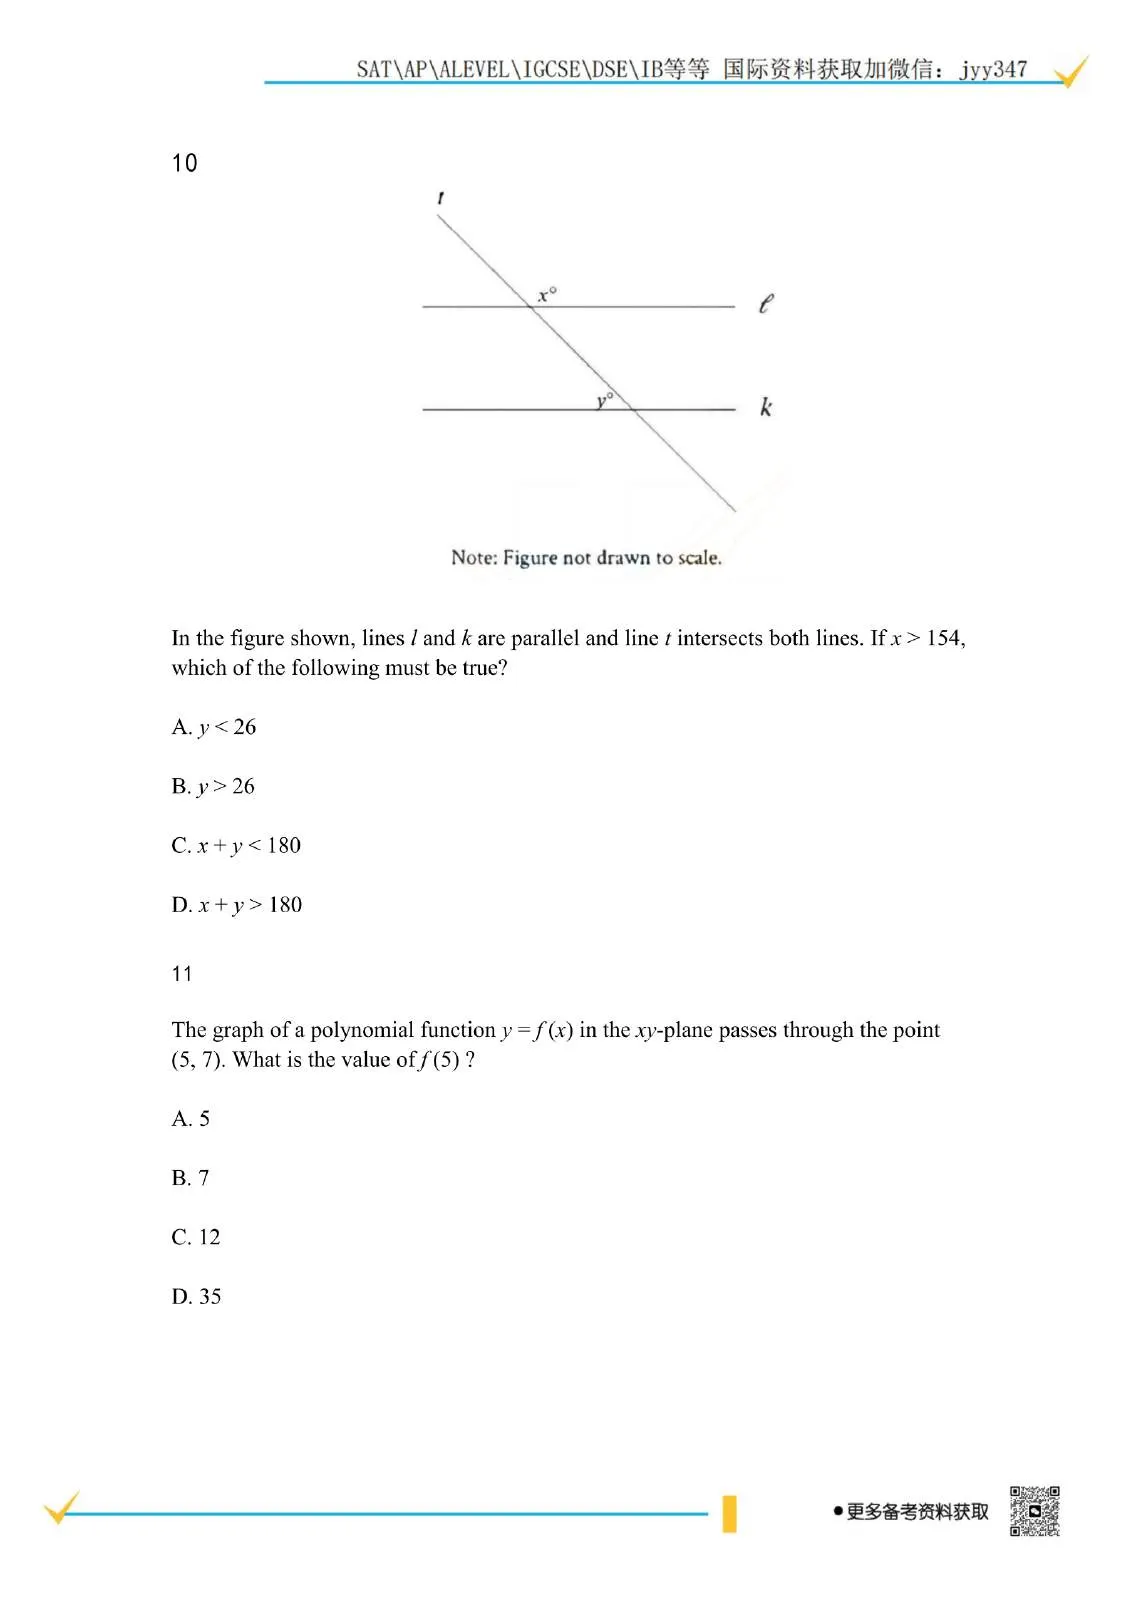 SAT\AP\ALEVEL\IGCSE\DSE\IB等等 国际资料获取加微信：jyy347
10
t
x°
ℓ
y°
k
Note: Figure not drawn to scale.
In the figure shown, lines l and k are parallel and line t intersects both lines. If x > 154,
which of the following must be true?
A. y < 26
B. y > 26
C. x + y < 180
D. x + y > 180
11
The graph of a polynomial function y = f (x) in the xy-plane passes through the point
(5, 7). What is the value of f (5) ?
A. 5
B. 7
C. 12
D. 35
●更多备考资料获取